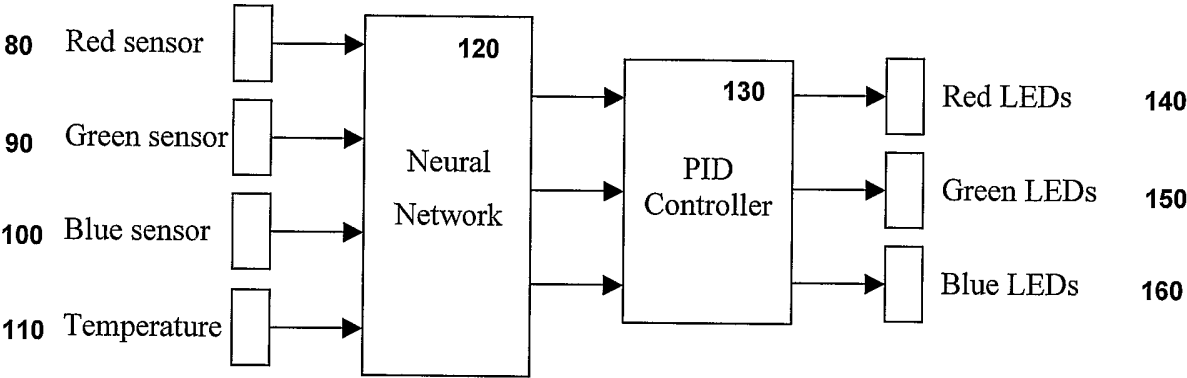 80 Red sensor
90 Green sensor
100 Blue sensor
110 Temperature
120
Neural
Network
130
PID
Controller
Red LEDs 140
Green LEDs 150
Blue LEDs 160